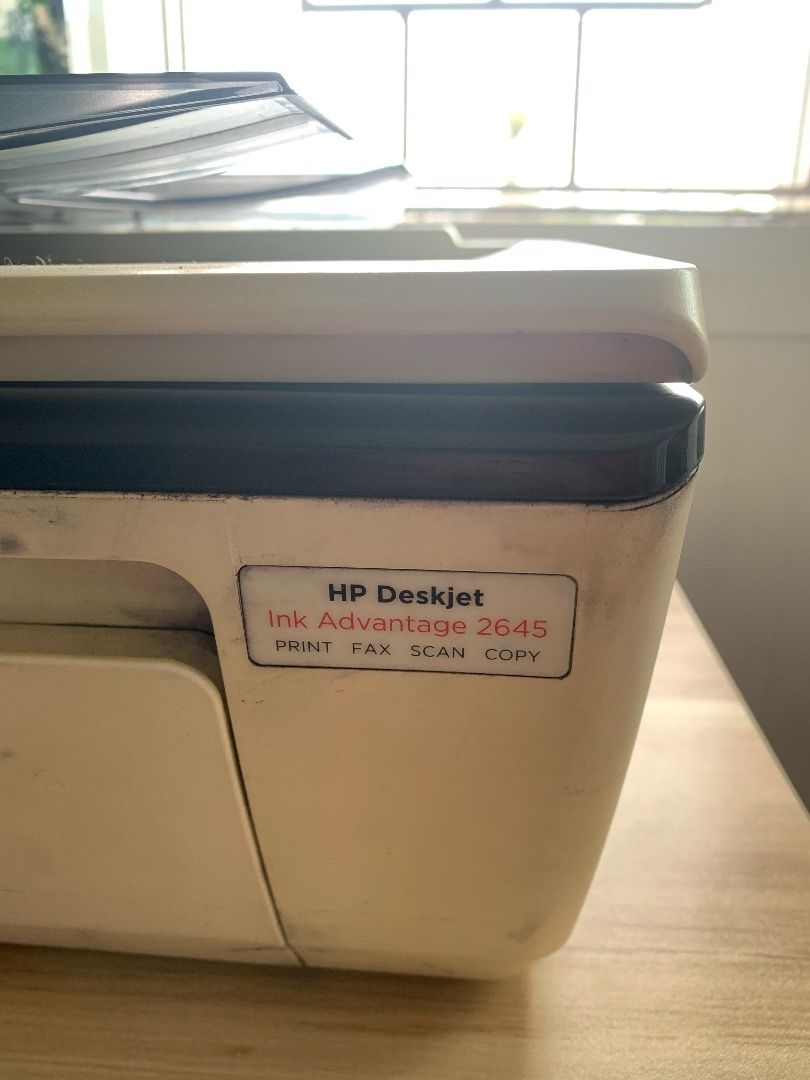 HP Deskjet
Ink Advantage 2645
PRINT FAX SCAN COPY